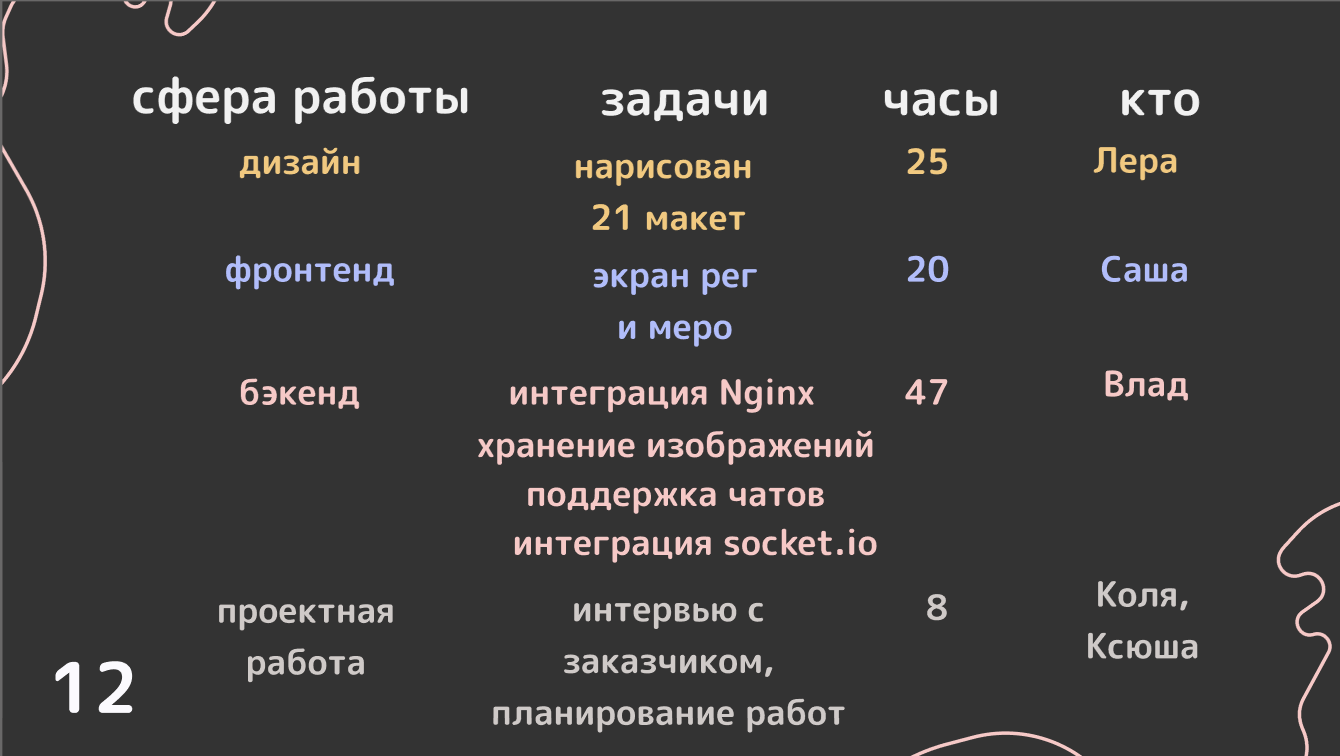 сфера работы задачи часы кто
дизайн нарисован 25 Лера
21 макет
фронтенд экран рег 20 Саша
и меро
бэкенд интеграция Nginx 47 Влад
хранение изображений
поддержка чатов
интеграция socket.io
проектная интервью с 8 Коля,
работа заказчиком, Ксюша
планирование работ
12